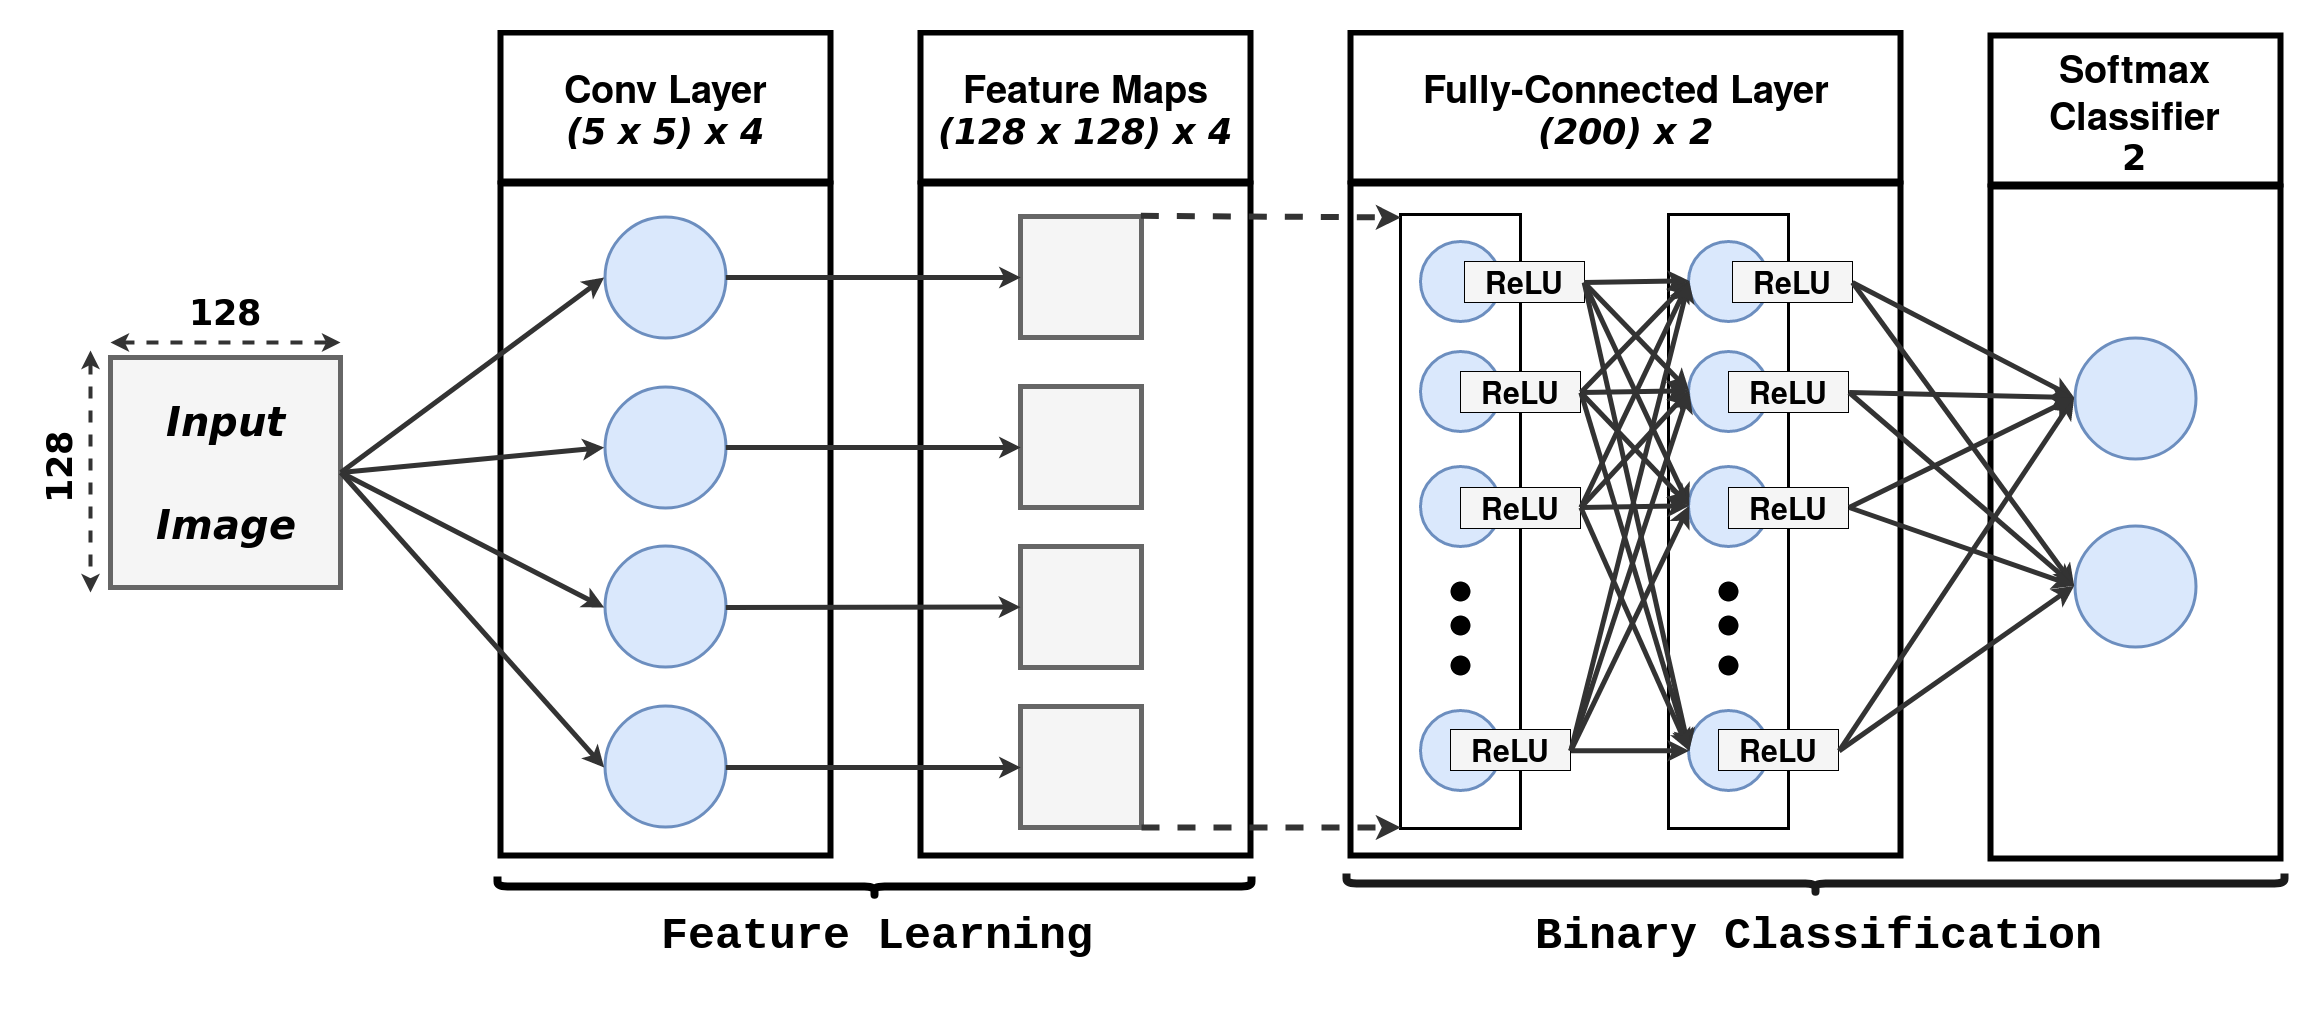 128
128
Input
Image
Conv Layer
(5 x 5) x 4
Feature Maps
(128 x 128) x 4
Fully-Connected Layer
(200) x 2
Softmax
Classifier
2
ReLU
ReLU
ReLU
ReLU
ReLU
ReLU
ReLU
ReLU
Feature Learning
Binary Classification